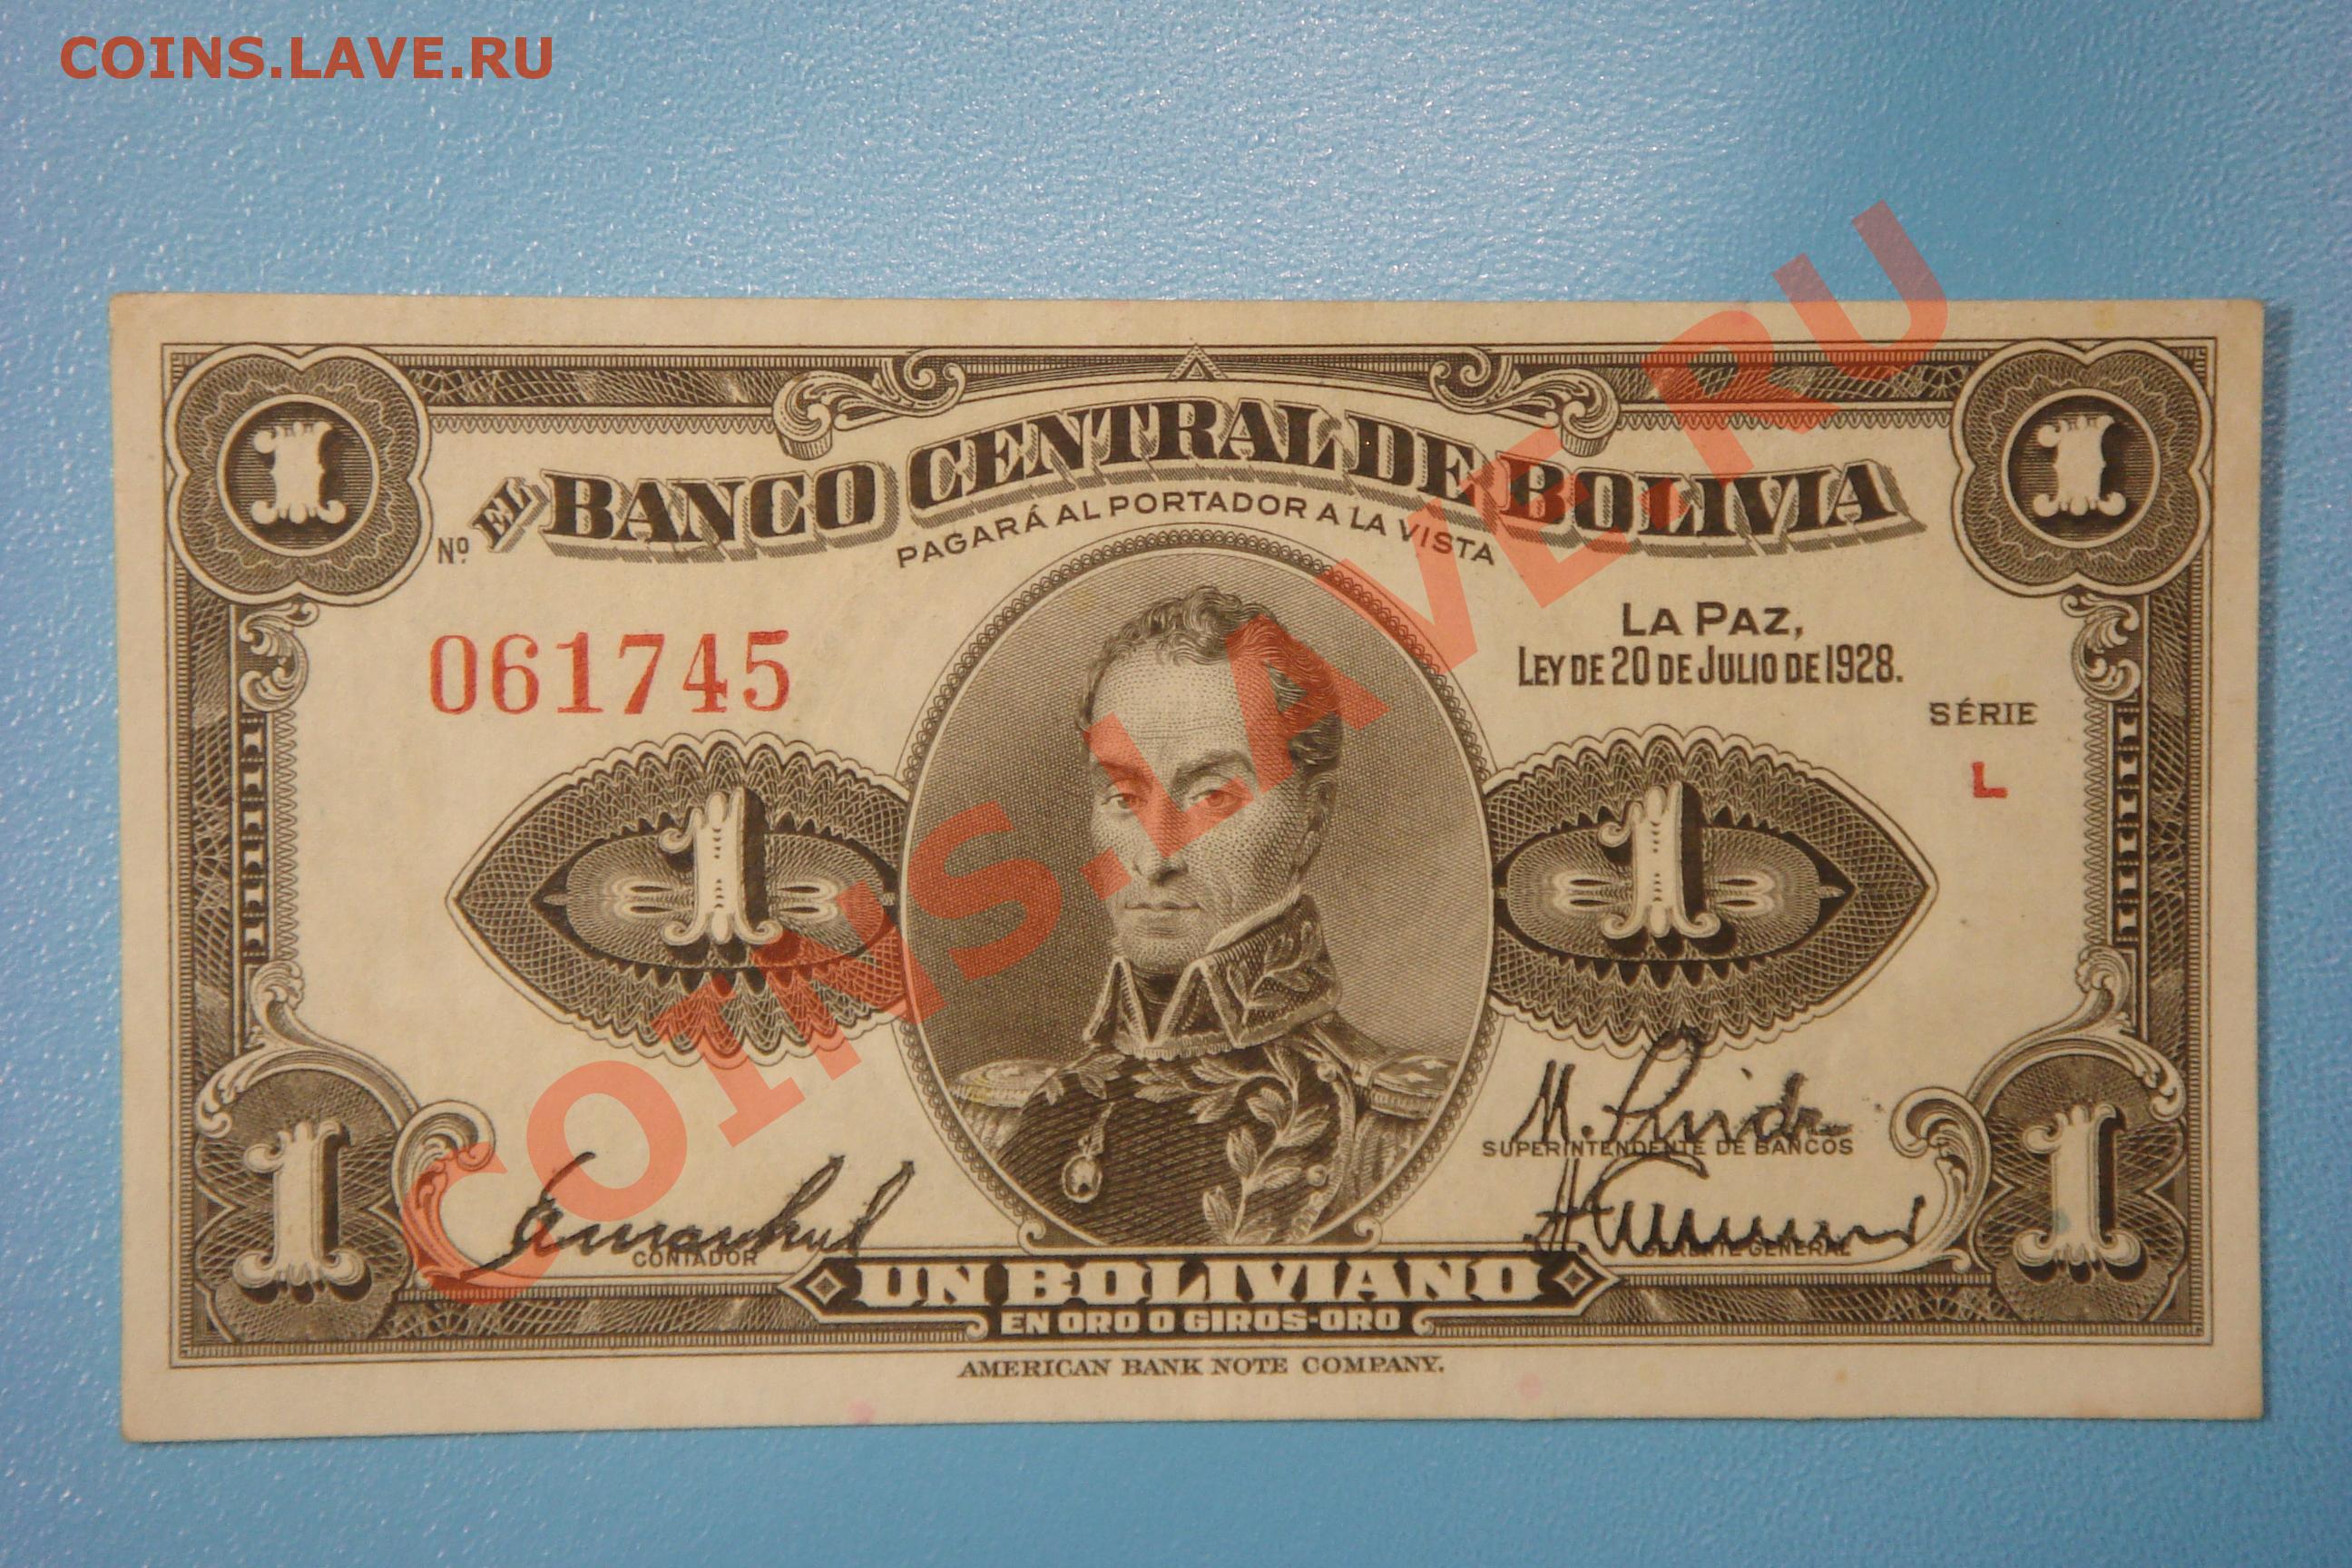 COINS.LAVE.RU
1 1
EL BANCO CENTRAL DE BOLIVIA
PAGARÁ AL PORTADOR A LA VISTA
Nº
061745
LA PAZ,
LEY DE 20 DE JULIO DE 1928.
SÉRIE
L
1 1
COINS.LAVE.RU
SUPERINTENDENTE DE BANCOS
CONTADOR
GERENTE GENERAL
1 1
UN BOLIVIANO
EN ORO O GIROS-ORO
AMERICAN BANK NOTE COMPANY.